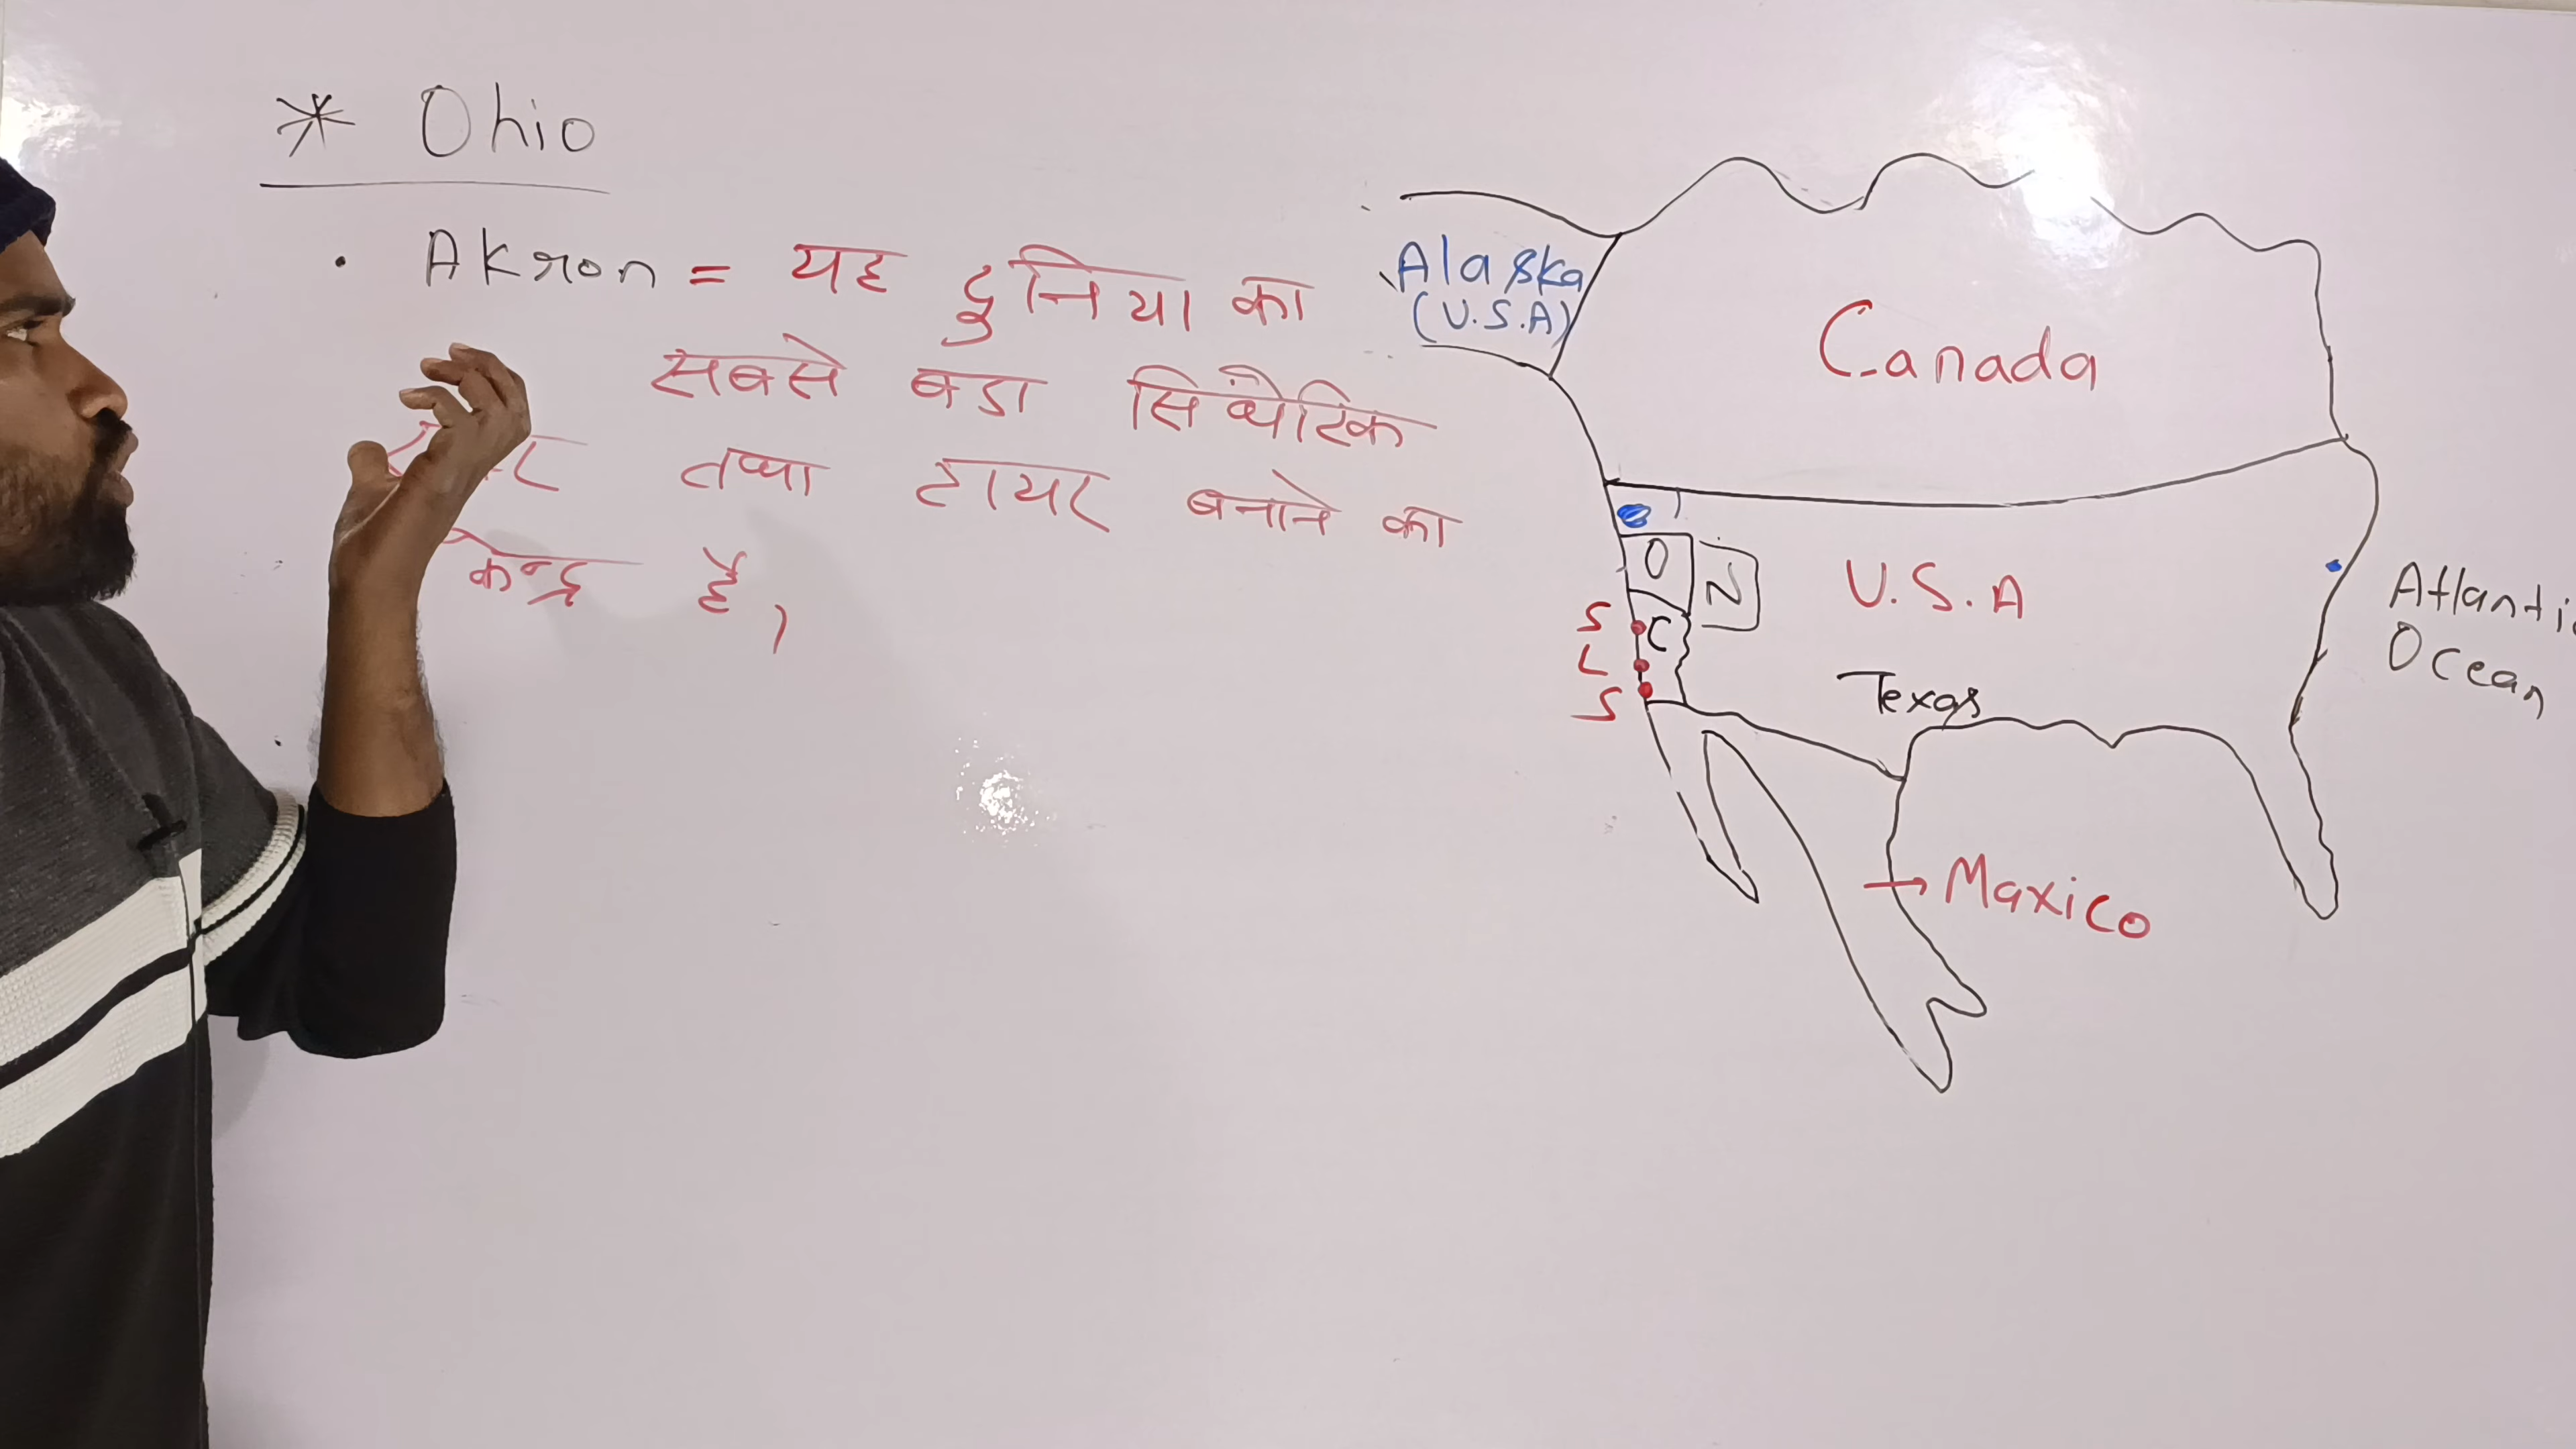 * Ohio
. Akron = यह दुनिया का
सबसे बडा सिंथैटिक
तथा टायर बनाने का
केन्द्र है,
Alaska
(U.S.A)
Canada
O
N
U.S.A
S
C
L
S
Texas
Atlantic
Ocean
→ Maxico